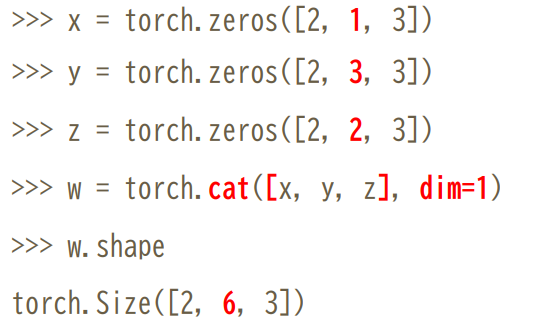 >>> x = torch.zeros([2, 1, 3])
>>> y = torch.zeros([2, 3, 3])
>>> z = torch.zeros([2, 2, 3])
>>> w = torch.cat([x, y, z], dim=1)
>>> w.shape
torch.Size([2, 6, 3])